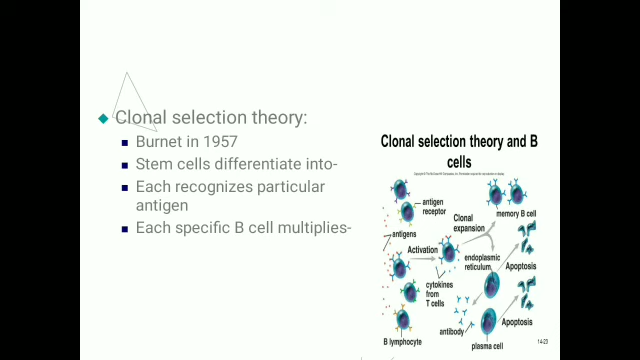 Clonal selection theory:
Burnet in 1957
Stem cells differentiate into-
Each recognizes particular
antigen
Each specific B cell multiplies-
Clonal selection theory and B
cells
antigen
receptor
memory B cell
Clonal
expansion
antigens
Activation
endoplasmic
reticulum
Apoptosis
cytokines
from
T cells
antibody
Apoptosis
B lymphocyte
plasma cell
14-23